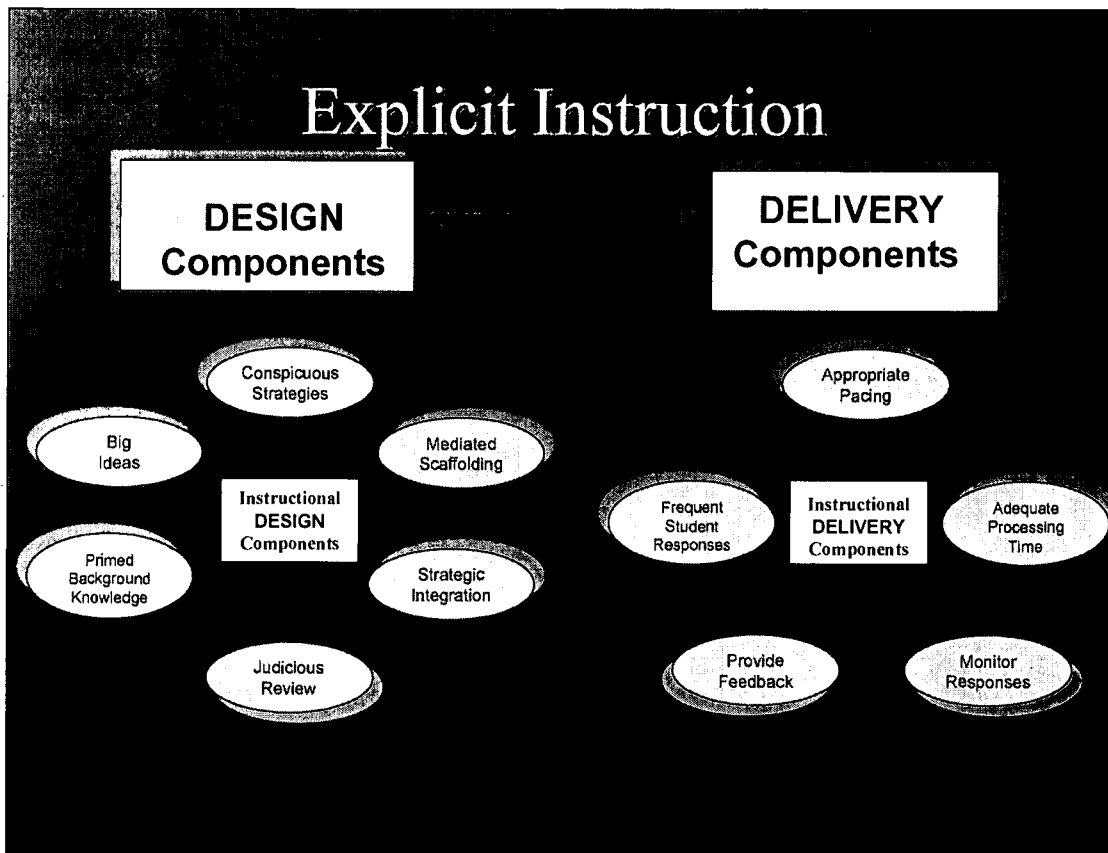 Explicit Instruction
DESIGN
Components
DELIVERY
Components
Conspicuous
Strategies
Big
Ideas
Mediated
Scaffolding
Instructional
DESIGN
Components
Primed
Background
Knowledge
Strategic
Integration
Judicious
Review
Appropriate
Pacing
Frequent
Student
Responses
Instructional
DELIVERY
Components
Adequate
Processing
Time
Provide
Feedback
Monitor
Responses